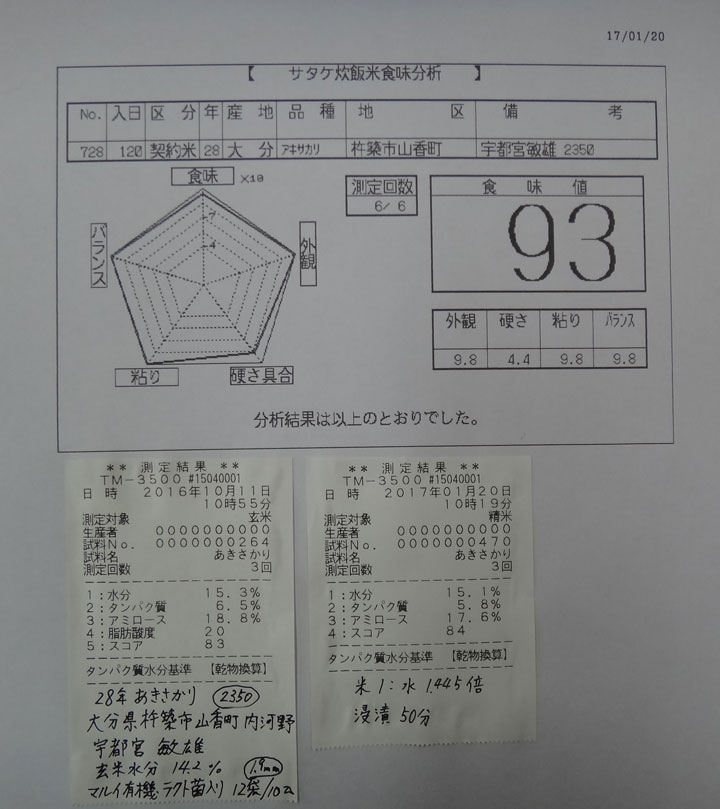 17/01/20
【 サタケ炊飯米食味分析 】
No. 入日 区分 年 産地 品種 地区 備考
728 120 契約米 28 大分 アキサカリ 杵築市山香町 宇都宮敏雄 2350
食味 ×10
測定回数
6/ 6
食味値
93
バランス
外観
7
4
粘り
硬さ具合
外観 硬さ 粘り バランス
9.8 4.4 9.8 9.8
分析結果は以上のとおりでした。
** 測定結果 **
TM-3500 #15040001
日時 2016年10月11日
10時55分
測定対象 玄米
生産者 0000000000
試料No. 0000000264
試料名 あきさかり
測定回数 3回
1:水分 15.3%
2:タンパク質 6.5%
3:アミロース 18.8%
4:脂肪酸度 20
5:スコア 83
タンパク質水分基準 【乾物換算】
28年 あきさかり 2350
大分県杵築市山香町 内河野
宇都宮 敏雄
玄米水分 14.2% 1.9mm
マルイ有機 ラクト菌入り 12袋/10a
** 測定結果 **
TM-3500 #15040001
日時 2017年01月20日
10時19分
測定対象 精米
生産者 0000000000
試料No. 0000000470
試料名 あきさかり
測定回数 3回
1:水分 15.1%
2:タンパク質 5.8%
3:アミロース 17.6%
4:スコア 84
タンパク質水分基準 【乾物換算】
米1:水 1.445倍
浸漬 50分